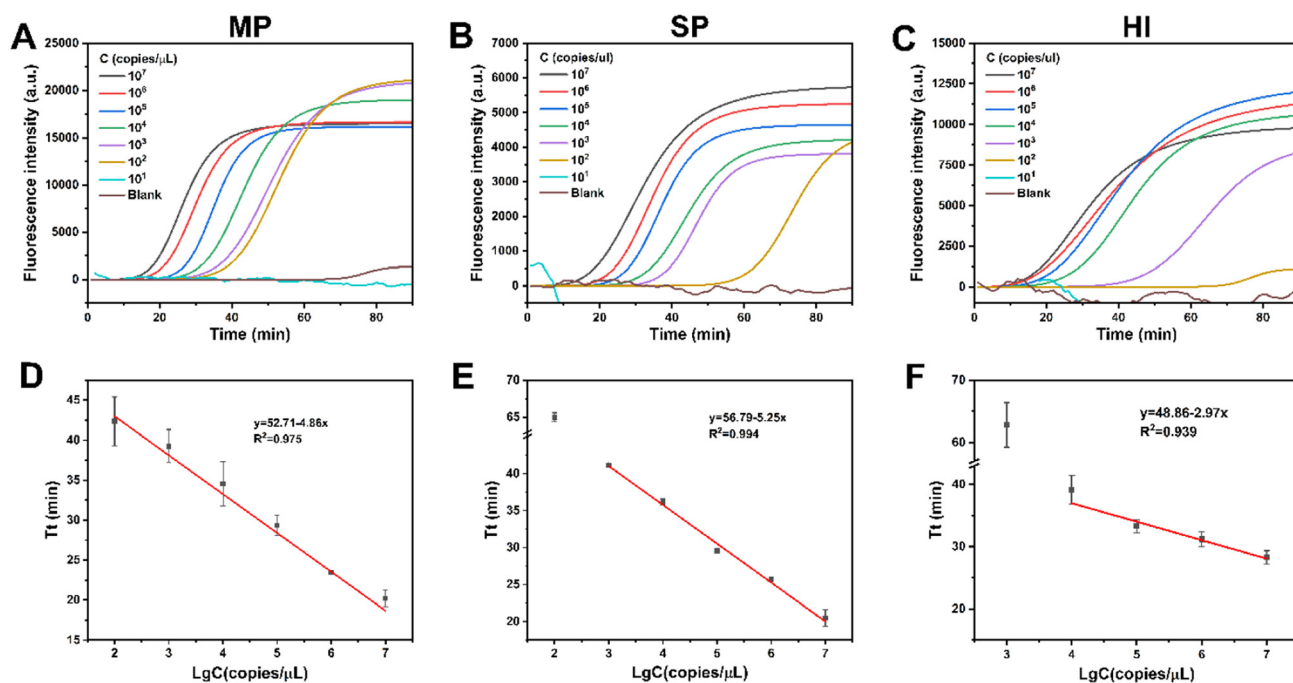 A
MP
Fluorescence intensity (a.u.)
25000
20000
15000
10000
5000
0
C (copies/μL)
10⁷
10⁶
10⁵
10⁴
10³
10²
10¹
Blank
0 20 40 60 80
Time (min)
B
SP
Fluorescence intensity (a.u.)
7000
6000
5000
4000
3000
2000
1000
0
C (copies/ul)
10⁷
10⁶
10⁵
10⁴
10³
10²
10¹
Blank
0 20 40 60 80
Time (min)
C
HI
Fluorescence intensity (a.u.)
15000
12500
10000
7500
5000
2500
0
C (copies/ul)
10⁷
10⁶
10⁵
10⁴
10³
10²
10¹
Blank
0 20 40 60 80
Time (min)
D
Tt (min)
45
40
35
30
25
20
15
y=52.71-4.86x
R²=0.975
2 3 4 5 6 7
LgC(copies/μL)
E
Tt (min)
70
65
40
35
30
25
20
y=56.79-5.25x
R²=0.994
2 3 4 5 6 7
LgC(copies/μL)
F
Tt (min)
70
60
40
30
20
y=48.86-2.97x
R²=0.939
3 4 5 6 7
LgC(copies/μL)